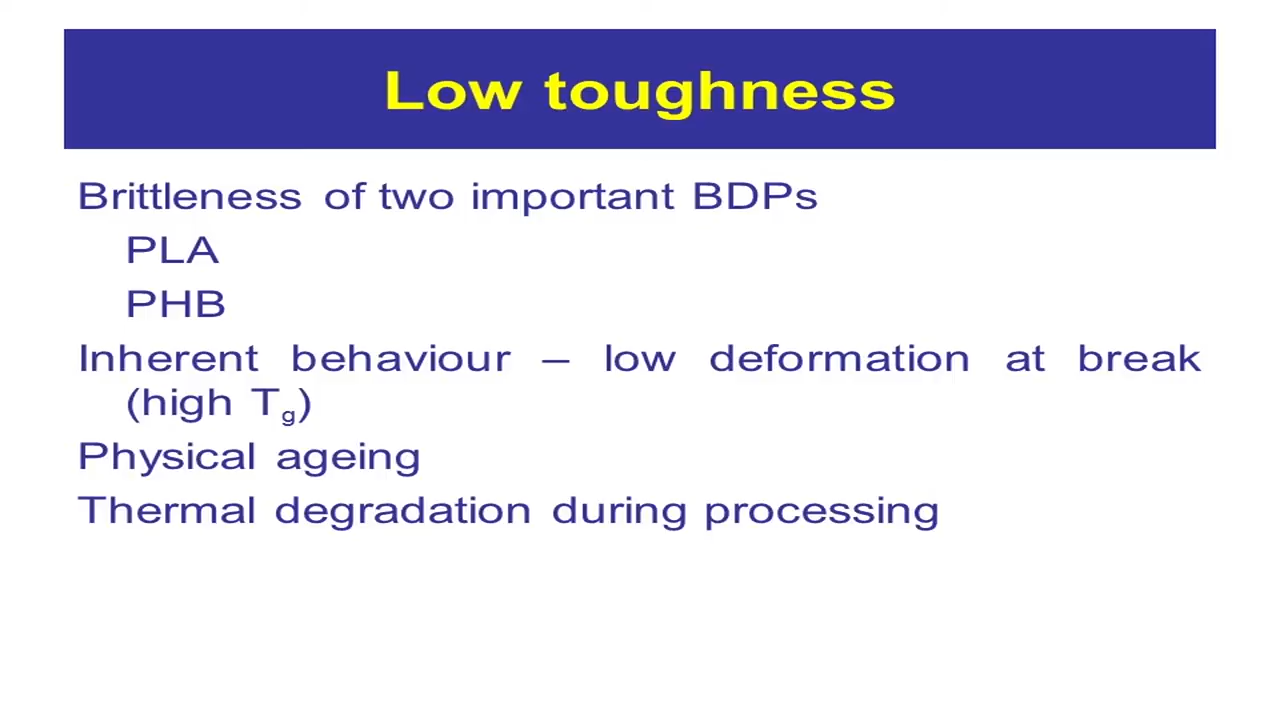 Low toughness
Brittleness of two important BDPs
PLA
PHB
Inherent behaviour – low deformation at break
(high Tg)
Physical ageing
Thermal degradation during processing